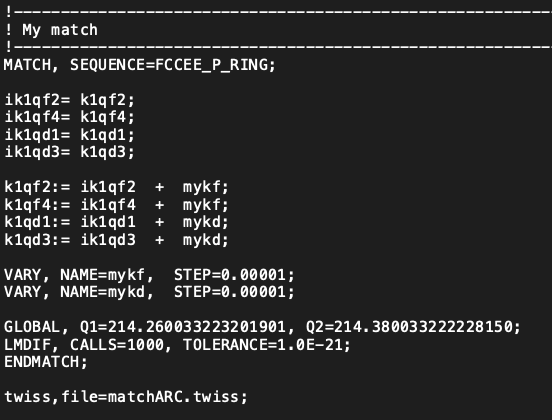 !-------------------------------------------------------
! My match
!-------------------------------------------------------
MATCH, SEQUENCE=FCCEE_P_RING;
ik1qf2= k1qf2;
ik1qf4= k1qf4;
ik1qd1= k1qd1;
ik1qd3= k1qd3;
k1qf2:= ik1qf2  +  mykf;
k1qf4:= ik1qf4  +  mykf;
k1qd1:= ik1qd1  +  mykd;
k1qd3:= ik1qd3  +  mykd;
VARY, NAME=mykf,  STEP=0.00001;
VARY, NAME=mykd,  STEP=0.00001;
GLOBAL, Q1=214.260033223201901, Q2=214.380033222228150;
LMDIF, CALLS=1000, TOLERANCE=1.0E-21;
ENDMATCH;
twiss,file=matchARC.twiss;